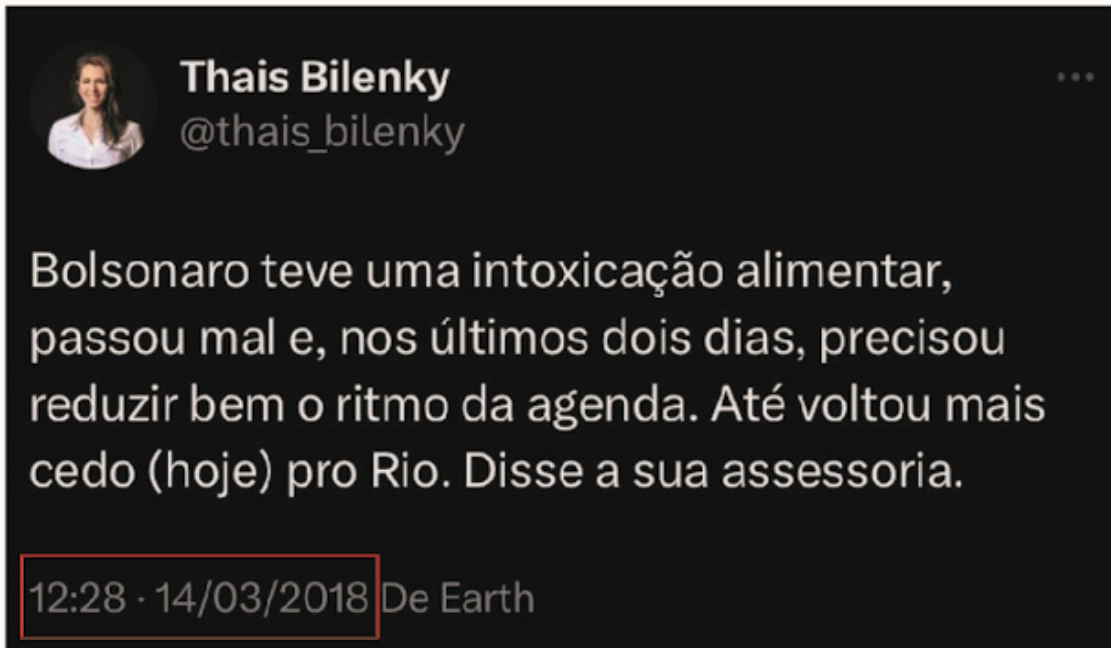 Thais Bilenky
@thais_bilenky
Bolsonaro teve uma intoxicação alimentar,
passou mal e, nos últimos dois dias, precisou
reduzir bem o ritmo da agenda. Até voltou mais
cedo (hoje) pro Rio. Disse a sua assessoria.
12:28 · 14/03/2018 De Earth